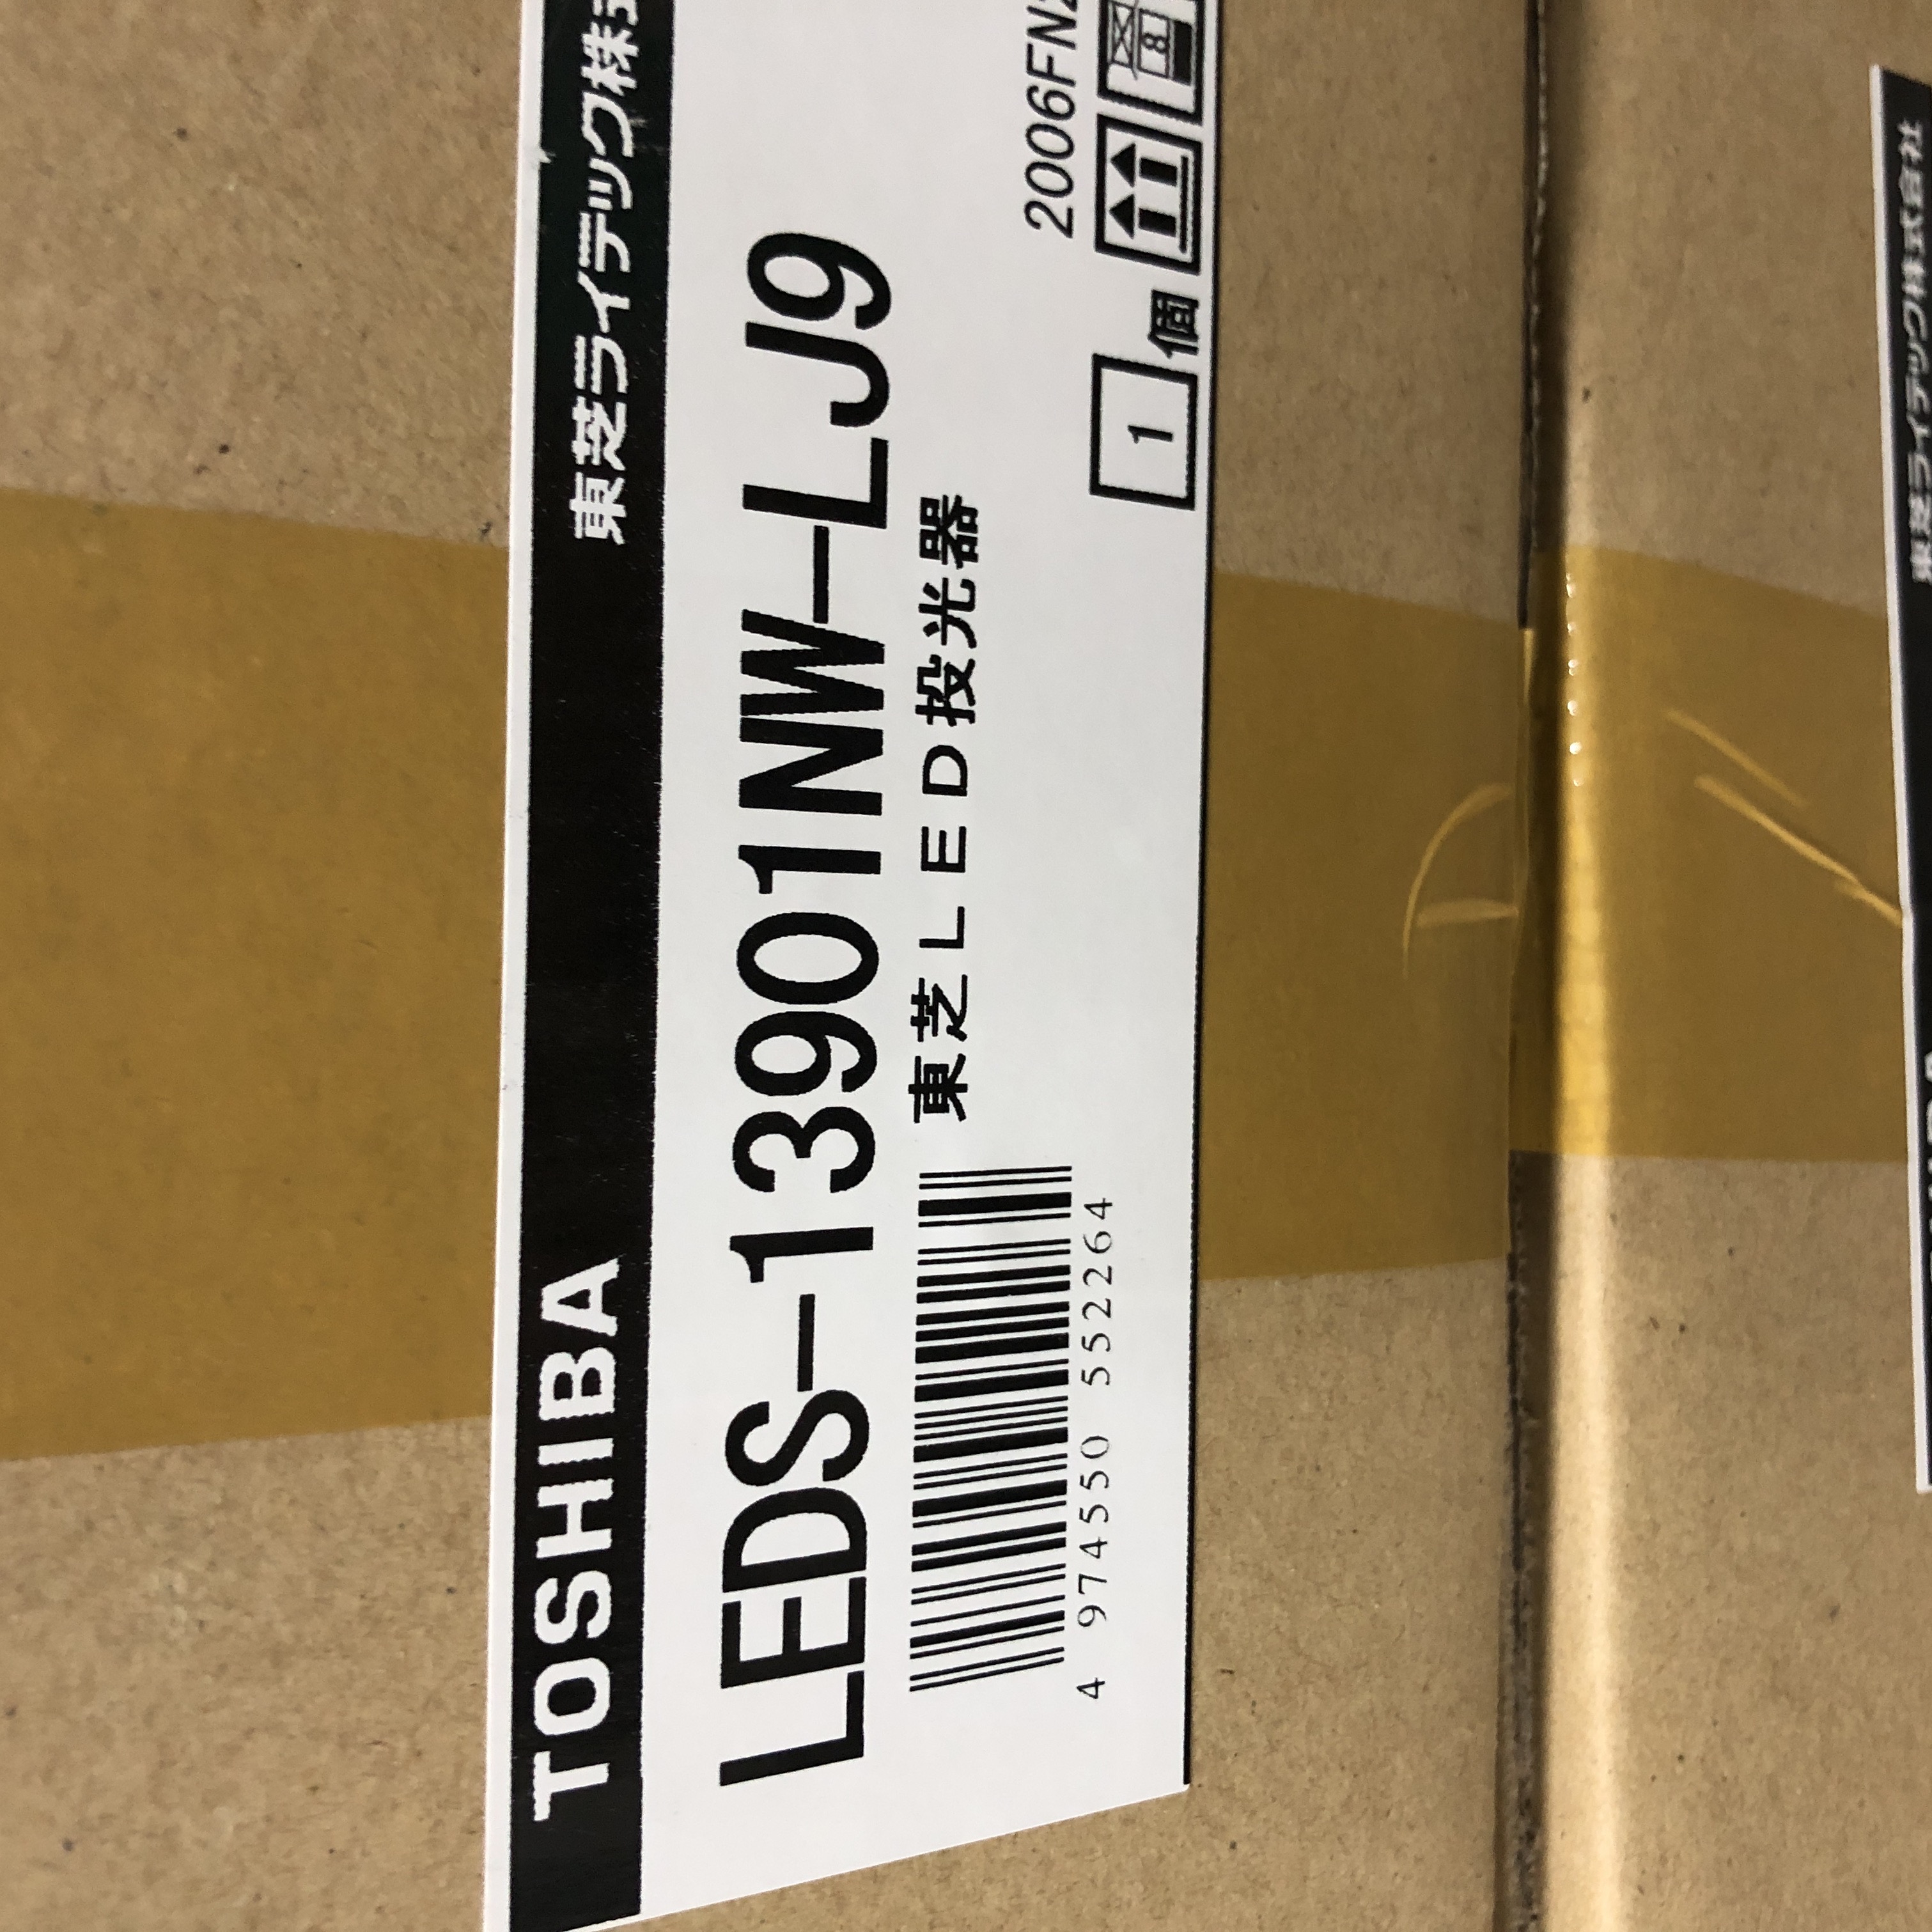 TOSHIBA 東芝ライテック株
LEDS-13901NW-LJ9
東芝LED投光器
4 974550 552264
2006FN
1 個
8
東芝ライテック株式会社